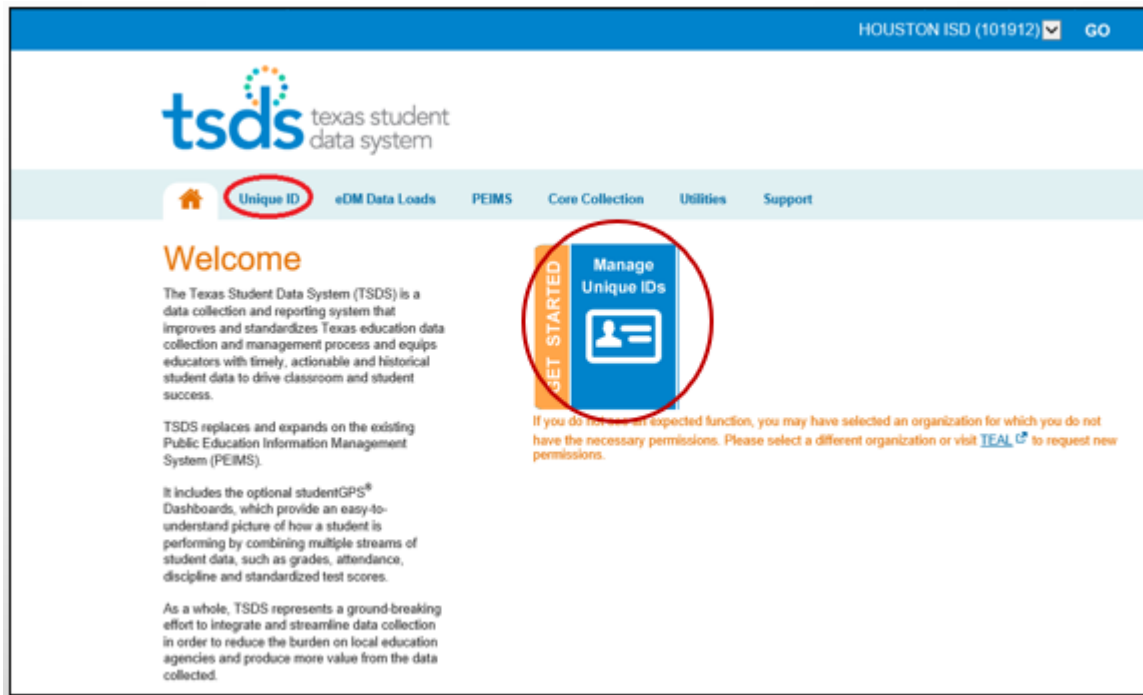 HOUSTON ISD (101912) GO
tsds texas student
data system
Unique ID eDM Data Loads PEIMS Core Collection Utilities Support
Welcome
The Texas Student Data System (TSDS) is a
data collection and reporting system that
improves and standardizes Texas education data
collection and management process and equips
educators with timely, actionable and historical
student data to drive classroom and student
success.
TSDS replaces and expands on the existing
Public Education Information Management
System (PEIMS).
It includes the optional studentGPS®
Dashboards, which provide an easy-to-
understand picture of how a student is
performing by combining multiple streams of
student data, such as grades, attendance,
discipline and standardized test scores.
As a whole, TSDS represents a ground-breaking
effort to integrate and streamline data collection
in order to reduce the burden on local education
agencies and produce more value from the data
collected.
GET STARTED
Manage
Unique IDs
If you do not see an expected function, you may have selected an organization for which you do not
have the necessary permissions. Please select a different organization or visit TEAL to request new
permissions.